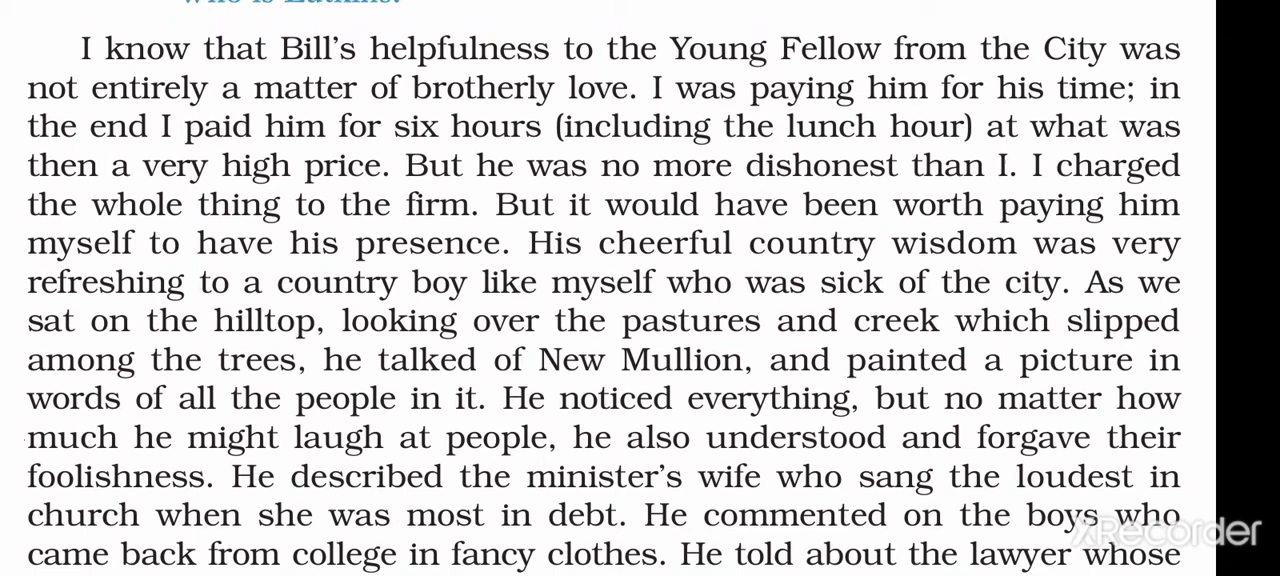 who is Lutkins.
I know that Bill's helpfulness to the Young Fellow from the City was
not entirely a matter of brotherly love. I was paying him for his time; in
the end I paid him for six hours (including the lunch hour) at what was
then a very high price. But he was no more dishonest than I. I charged
the whole thing to the firm. But it would have been worth paying him
myself to have his presence. His cheerful country wisdom was very
refreshing to a country boy like myself who was sick of the city. As we
sat on the hilltop, looking over the pastures and creek which slipped
among the trees, he talked of New Mullion, and painted a picture in
words of all the people in it. He noticed everything, but no matter how
much he might laugh at people, he also understood and forgave their
foolishness. He described the minister's wife who sang the loudest in
church when she was most in debt. He commented on the boys who
came back from college in fancy clothes. He told about the lawyer whose
XRecorder